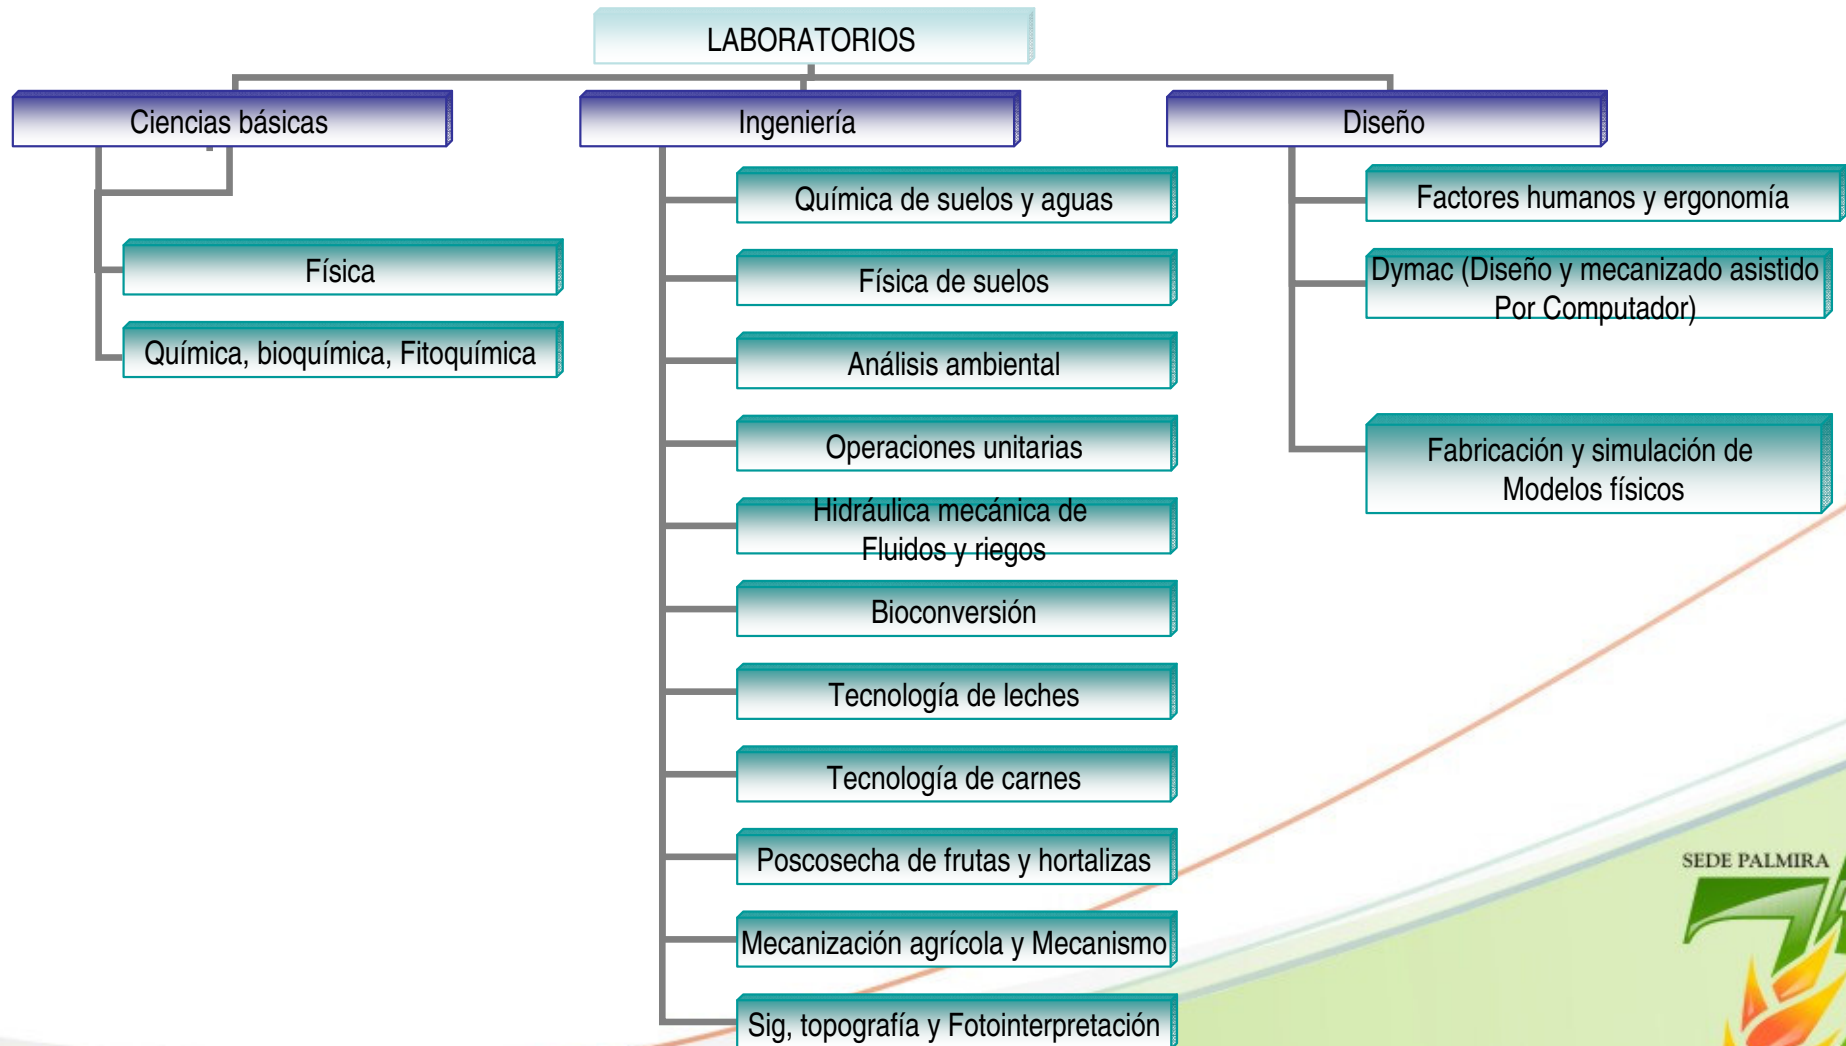 LABORATORIOS
Ciencias básicas
Física
Química, bioquímica, Fitoquímica
Ingeniería
Química de suelos y aguas
Física de suelos
Análisis ambiental
Operaciones unitarias
Hidráulica mecánica de
Fluidos y riegos
Bioconversión
Tecnología de leches
Tecnología de carnes
Poscosecha de frutas y hortalizas
Mecanización agrícola y Mecanismo
Sig, topografía y Fotointerpretación
Diseño
Factores humanos y ergonomía
Dymac (Diseño y mecanizado asistido
Por Computador)
Fabricación y simulación de
Modelos físicos
SEDE PALMIRA